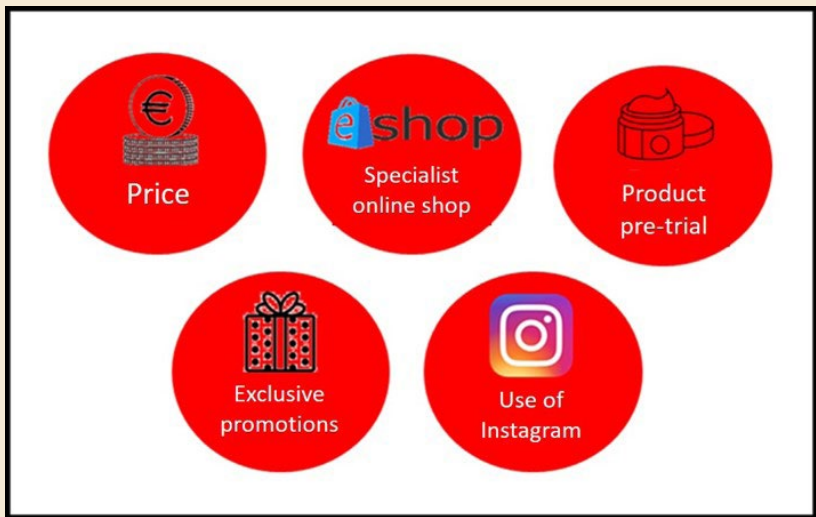 €
Price
eshop
Specialist
online shop
Product
pre-trial
Exclusive
promotions
Use of
Instagram